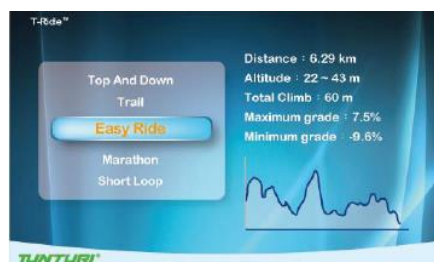 T-Ride™
Top And Down
Trail
Easy Ride
Marathon
Short Loop
Distance : 6.29 km
Altitude : 22 ~ 43 m
Total Climb : 60 m
Maximum grade : 7.5%
Minimum grade : -9.6%
TUNTURI®